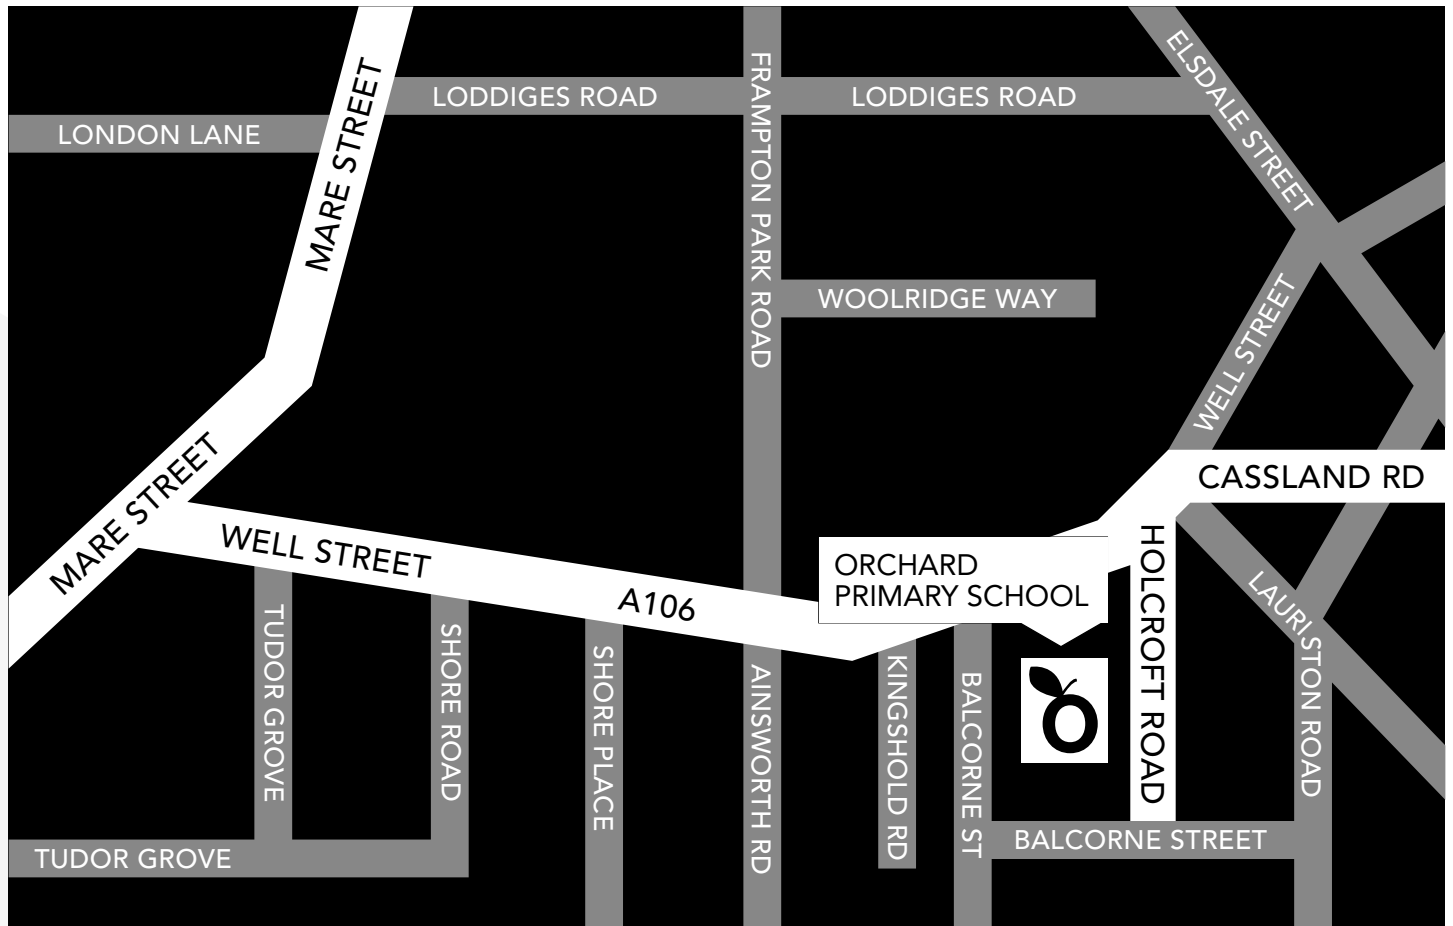 ELSDALE STREET
FRAMPTON PARK ROAD
MARE STREET
LODDIGES ROAD
LODDIGES ROAD
LONDON LANE
WOOLRIDGE WAY
WELL STREET
MARE STREET
CASSLAND RD
WELL STREET
A106
ORCHARD
PRIMARY SCHOOL
HOLCROFT ROAD
LAURISTON ROAD
TUDOR GROVE
SHORE ROAD
SHORE PLACE
AINSWORTH RD
KINGSHOLD RD
BALCORNE ST
BALCORNE STREET
TUDOR GROVE